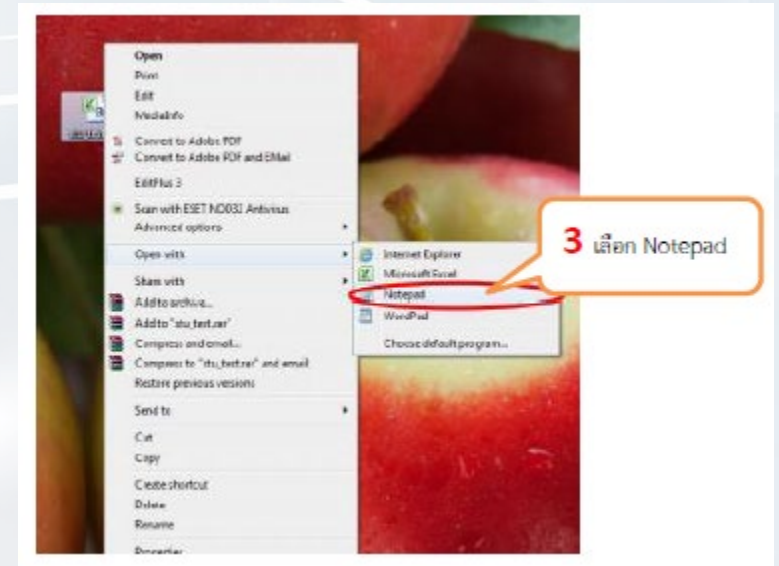 Open
Print
Edit
MediaInfo
Convert to Adobe PDF
Convert to Adobe PDF and EMail
EditPlus 3
Scan with ESET NOD32 Antivirus
Advanced options
Open with
Internet Explorer
Microsoft Excel
Notepad
WordPad
Choose default program...
3 เลือก Notepad
Share with
Add to archive...
Add to "stu_test.rar"
Compress and email...
Compress to "stu_test.rar" and email
Restore previous versions
Send to
Cut
Copy
Create shortcut
Delete
Rename
Properties